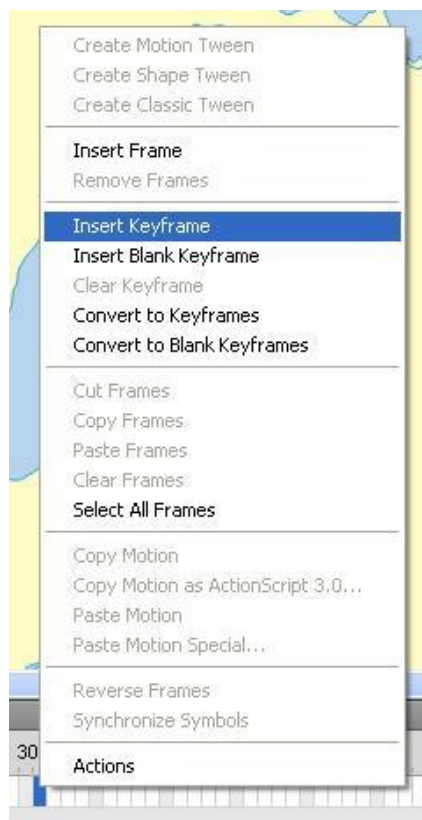 Create Motion Tween
Create Shape Tween
Create Classic Tween
Insert Frame
Remove Frames
Insert Keyframe
Insert Blank Keyframe
Clear Keyframe
Convert to Keyframes
Convert to Blank Keyframes
Cut Frames
Copy Frames
Paste Frames
Clear Frames
Select All Frames
Copy Motion
Copy Motion as ActionScript 3.0...
Paste Motion
Paste Motion Special...
Reverse Frames
Synchronize Symbols
30
Actions